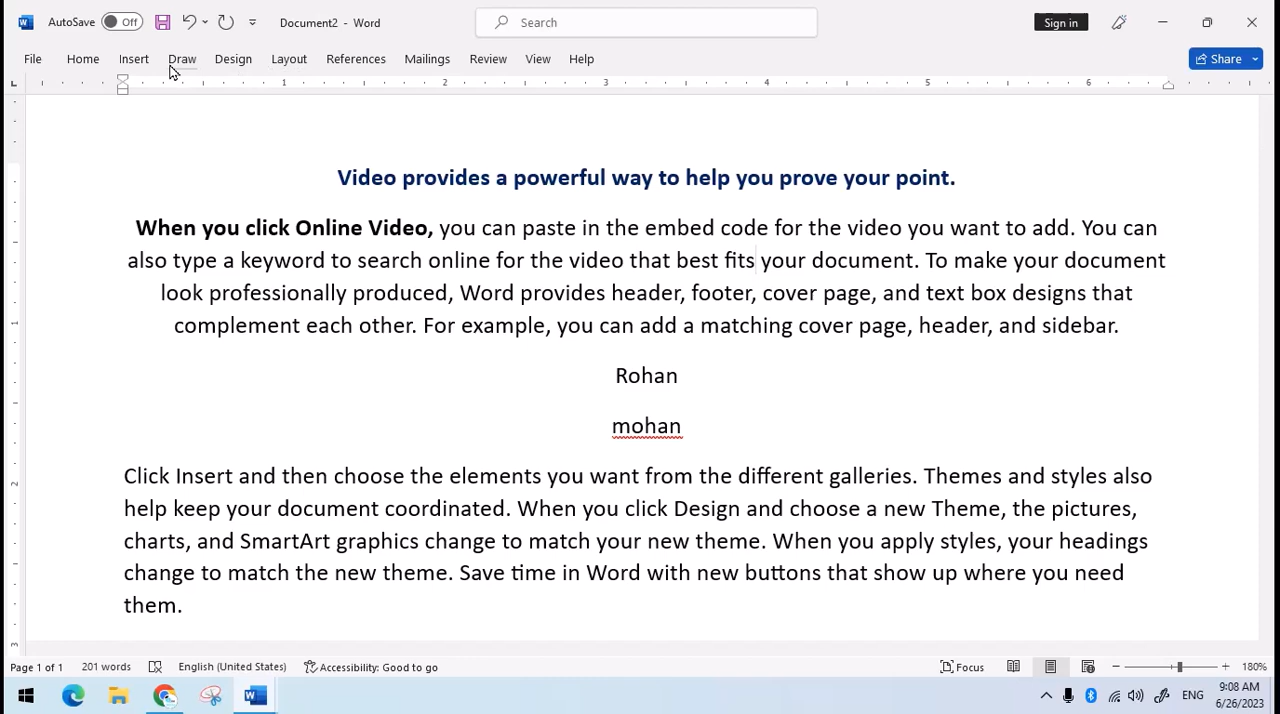 AutoSave Off Document2 - Word Search Sign in
File Home Insert Draw Design Layout References Mailings Review View Help Share
1 2 3 4 5 6
Video provides a powerful way to help you prove your point.
When you click Online Video, you can paste in the embed code for the video you want to add. You can
also type a keyword to search online for the video that best fits your document. To make your document
look professionally produced, Word provides header, footer, cover page, and text box designs that
complement each other. For example, you can add a matching cover page, header, and sidebar.
1
Rohan
mohan
Click Insert and then choose the elements you want from the different galleries. Themes and styles also
2
help keep your document coordinated. When you click Design and choose a new Theme, the pictures,
charts, and SmartArt graphics change to match your new theme. When you apply styles, your headings
change to match the new theme. Save time in Word with new buttons that show up where you need
them.
3
Page 1 of 1 201 words English (United States) Accessibility: Good to go Focus 180%
ENG 9:08 AM
6/26/2023